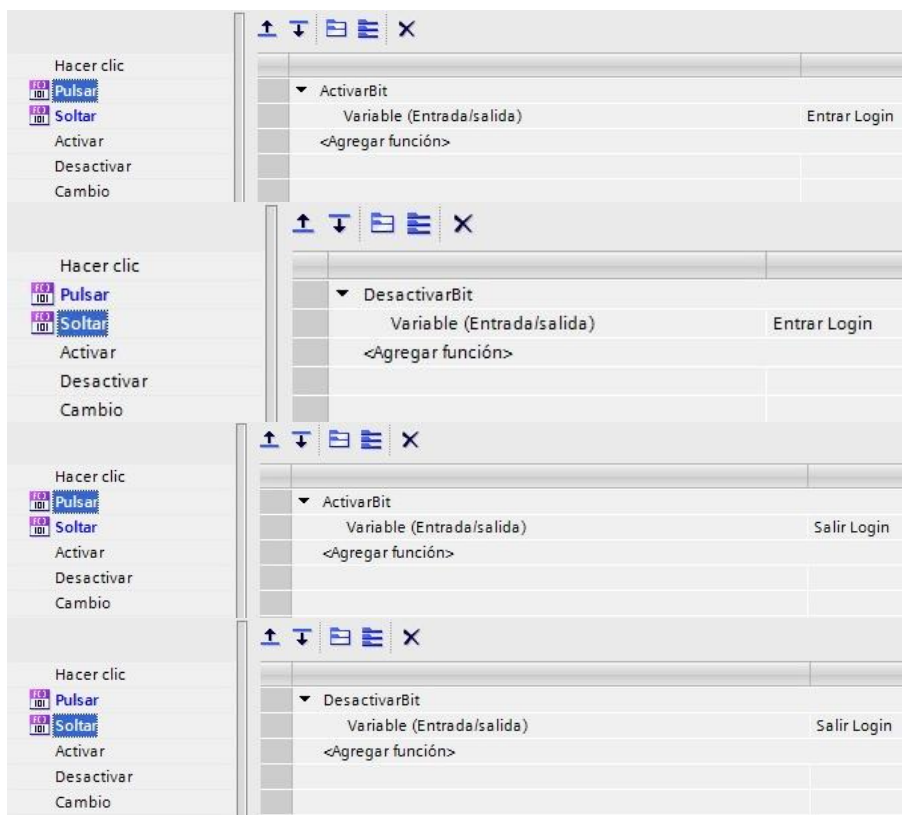 Hacer clic
Pulsar
Soltar
Activar
Desactivar
Cambio
ActivarBit
Variable (Entrada/salida) Entrar Login
<Agregar función>
Hacer clic
Pulsar
Soltar
Activar
Desactivar
Cambio
DesactivarBit
Variable (Entrada/salida) Entrar Login
<Agregar función>
Hacer clic
Pulsar
Soltar
Activar
Desactivar
Cambio
ActivarBit
Variable (Entrada/salida) Salir Login
<Agregar función>
Hacer clic
Pulsar
Soltar
Activar
Desactivar
Cambio
DesactivarBit
Variable (Entrada/salida) Salir Login
<Agregar función>